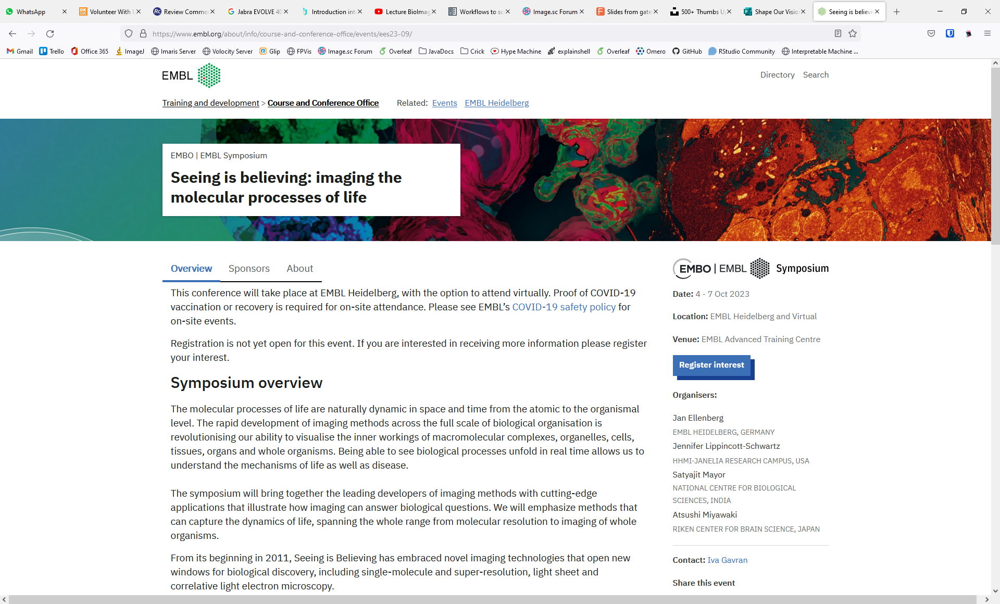 WhatsApp
Volunteer With U
Review Commo
Jabra EVOLVE 40
Introduction int
Lecture BioImag
Workflows to sc
Image.sc Forum
Slides from gate
500+ Thumbs U
Shape Our Visio
Seeing is believi
https://www.embl.org/about/info/course-and-conference-office/events/ees23-09/
Gmail
Trello
Office 365
ImageJ
Imaris Server
Volocity Server
Glip
FPVis
Image.sc Forum
Overleaf
JavaDocs
Crick
Hype Machine
explainshell
Overleaf
Omero
GitHub
RStudio Community
Interpretable Machine ...
EMBL
Directory Search
Training and development > Course and Conference Office Related: Events EMBL Heidelberg
EMBO | EMBL Symposium
Seeing is believing: imaging the
molecular processes of life
Overview Sponsors About
This conference will take place at EMBL Heidelberg, with the option to attend virtually. Proof of COVID-19
vaccination or recovery is required for on-site attendance. Please see EMBL’s COVID-19 safety policy for
on-site events.
Registration is not yet open for this event. If you are interested in receiving more information please register
your interest.
Symposium overview
The molecular processes of life are naturally dynamic in space and time from the atomic to the organismal
level. The rapid development of imaging methods across the full scale of biological organisation is
revolutionising our ability to visualise the inner workings of macromolecular complexes, organelles, cells,
tissues, organs and whole organisms. Being able to see biological processes unfold in real time allows us to
understand the mechanisms of life as well as disease.
The symposium will bring together the leading developers of imaging methods with cutting-edge
applications that illustrate how imaging can answer biological questions. We will emphasize methods that
can capture the dynamics of life, spanning the whole range from molecular resolution to imaging of whole
organisms.
From its beginning in 2011, Seeing is Believing has embraced novel imaging technologies that open new
windows for biological discovery, including single-molecule and super-resolution, light sheet and
correlative light electron microscopy.
EMBO | EMBL Symposium
Date: 4 - 7 Oct 2023
Location: EMBL Heidelberg and Virtual
Venue: EMBL Advanced Training Centre
Register interest
Organisers:
Jan Ellenberg
EMBL HEIDELBERG, GERMANY
Jennifer Lippincott-Schwartz
HHMI-JANELIA RESEARCH CAMPUS, USA
Satyajit Mayor
NATIONAL CENTRE FOR BIOLOGICAL
SCIENCES, INDIA
Atsushi Miyawaki
RIKEN CENTER FOR BRAIN SCIENCE, JAPAN
Contact: Iva Gavran
Share this event